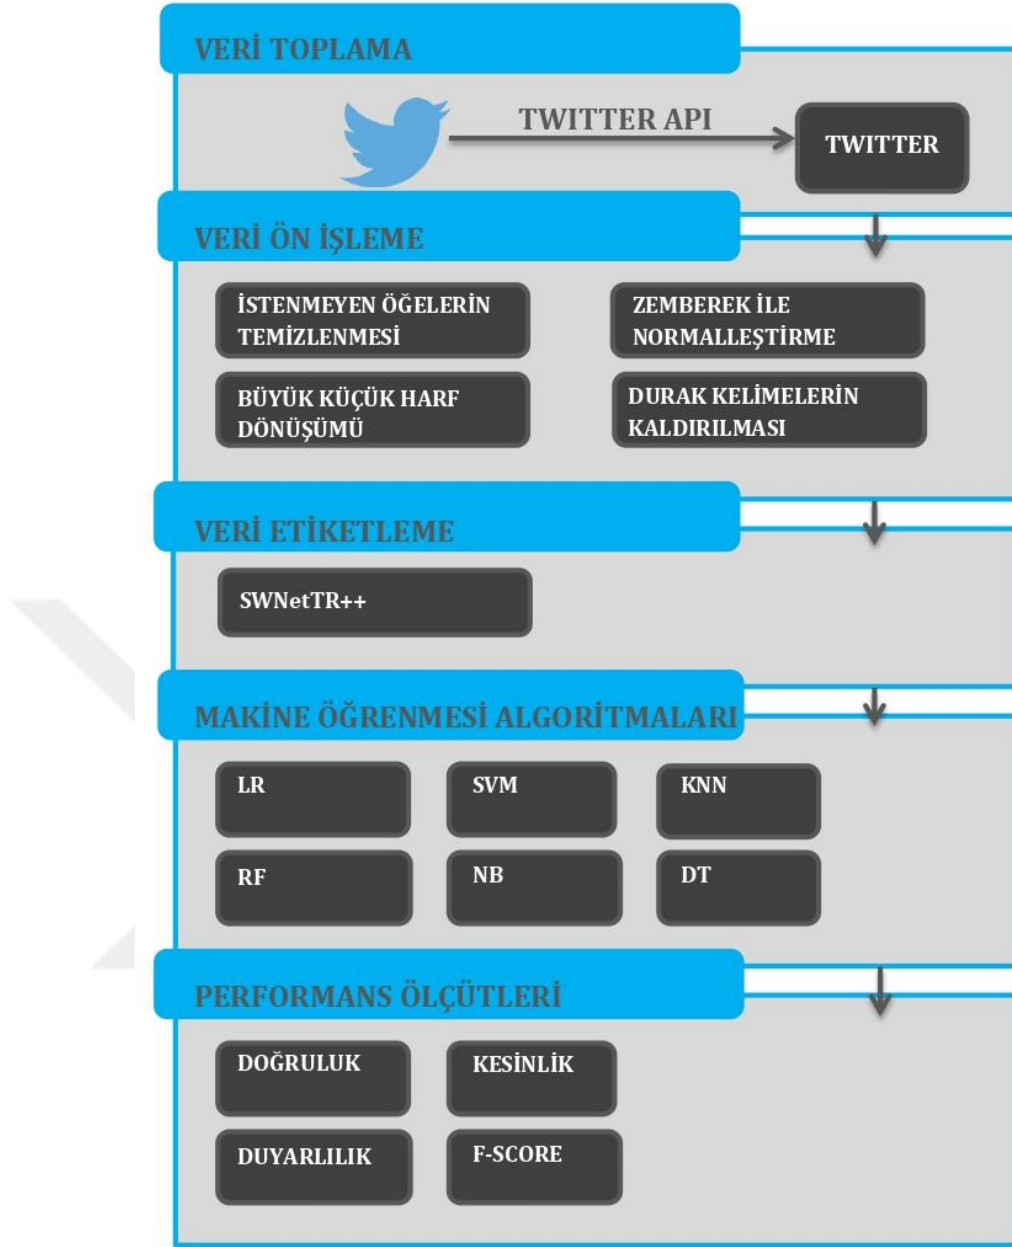 VERİ TOPLAMA
TWITTER API
TWITTER
VERİ ÖN İŞLEME
İSTENMEYEN ÖĞELERİN
TEMİZLENMESİ
ZEMBEREK İLE
NORMALLEŞTİRME
BÜYÜK KÜÇÜK HARF
DÖNÜŞÜMÜ
DURAK KELİMELERİN
KALDIRILMASI
VERİ ETİKETLEME
SWNetTR++
MAKİNE ÖĞRENMESİ ALGORİTMALARI
LR
SVM
KNN
RF
NB
DT
PERFORMANS ÖLÇÜTLERİ
DOĞRULUK
KESİNLİK
DUYARLILIK
F-SCORE